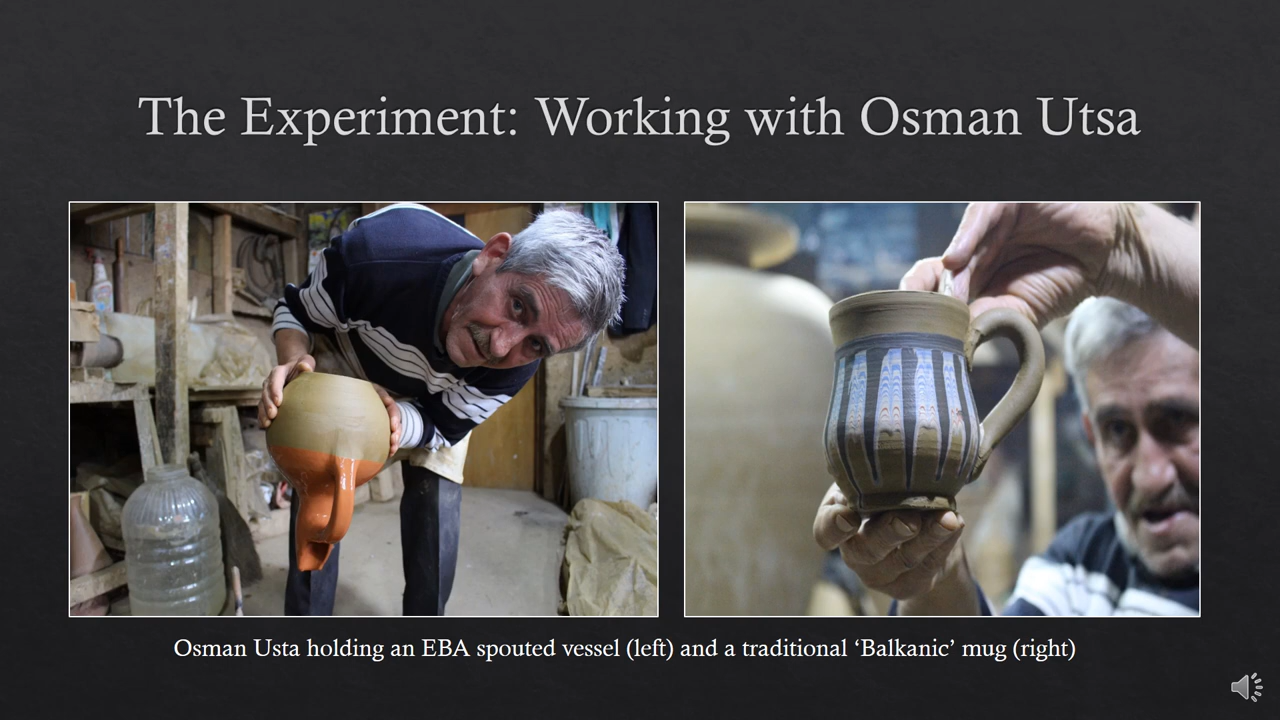 The Experiment: Working with Osman Utsa
Osman Usta holding an EBA spouted vessel (left) and a traditional ‘Balkanic’ mug (right)